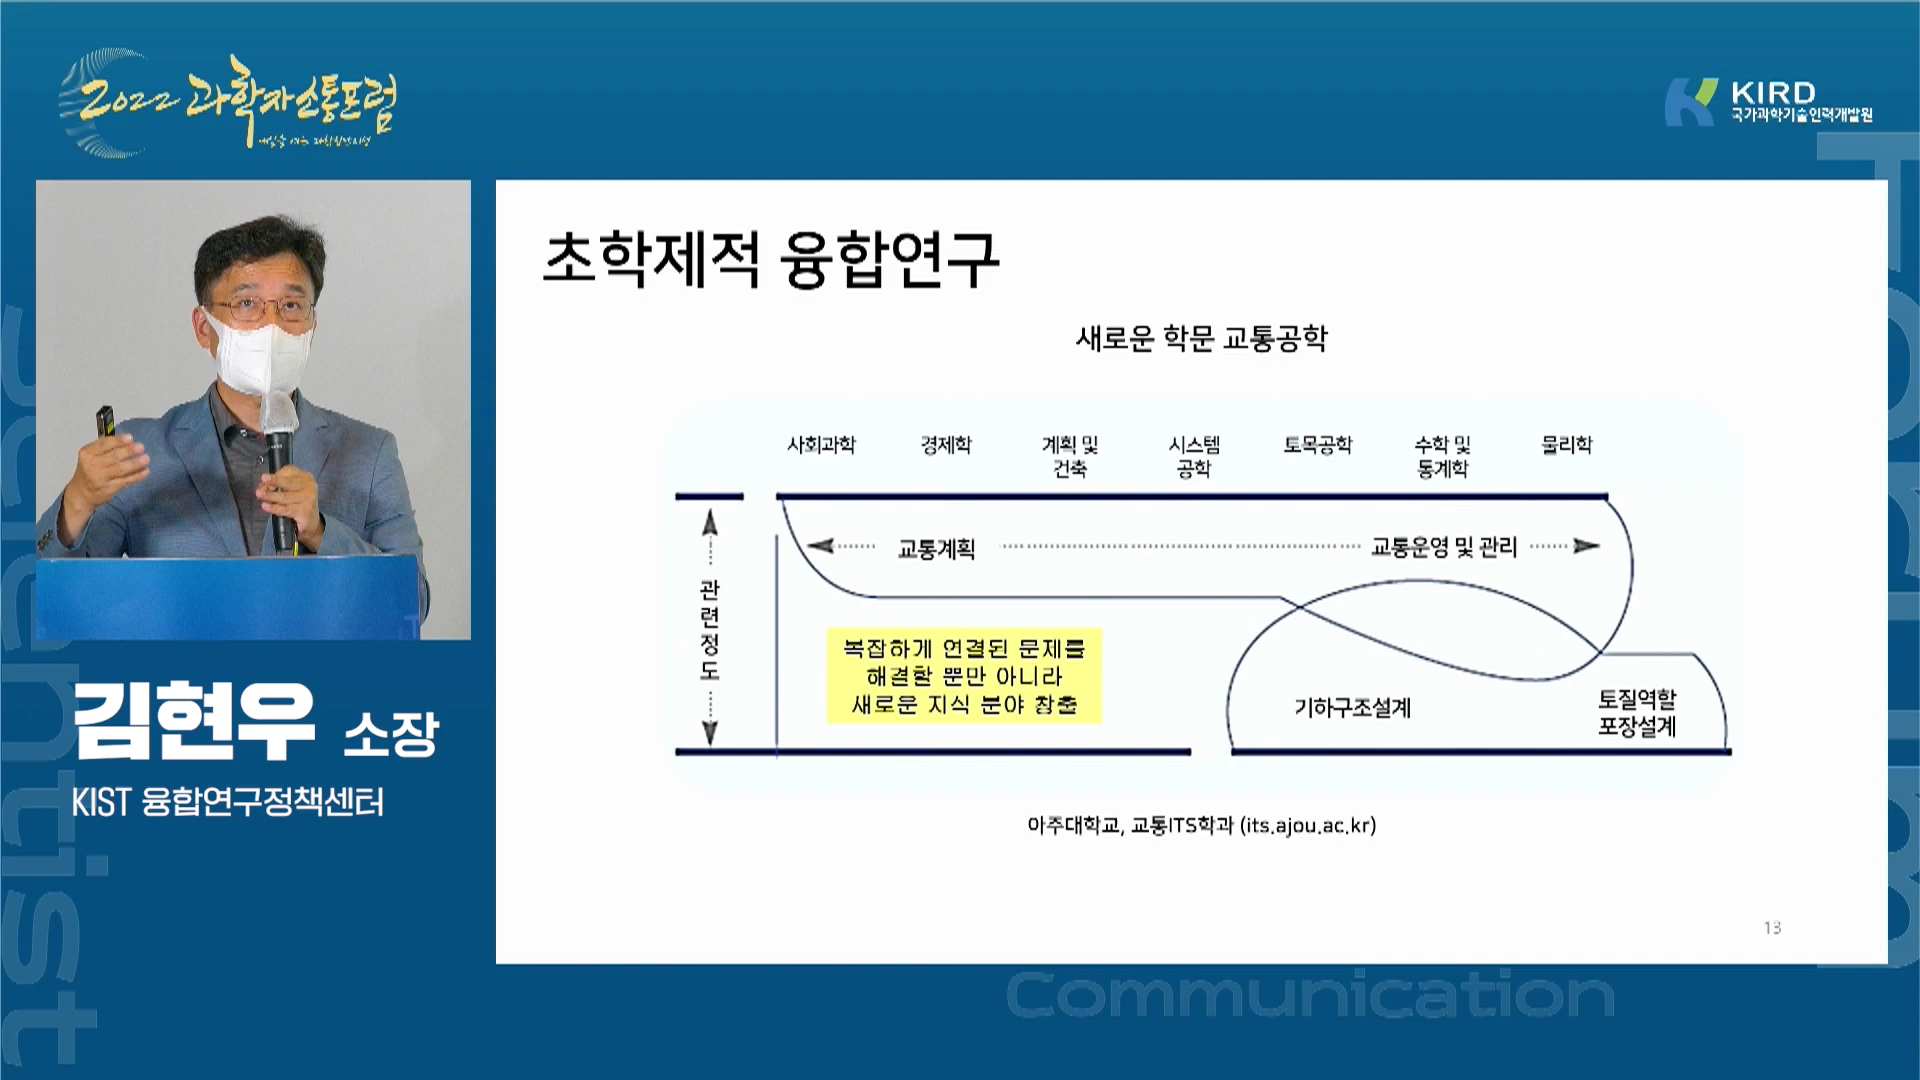 2022 과학자소통포럼
KIRD
국가과학기술인력개발원
초학제적 융합연구
새로운 학문 교통공학
사회과학
경제학
계획 및
건축
시스템
공학
토목공학
수학 및
통계학
물리학
교통계획
교통운영 및 관리
관
련
정
도
복잡하게 연결된 문제를
해결할 뿐만 아니라
새로운 지식 분야 창출
기하구조설계
토질역할
포장설계
아주대학교, 교통ITS학과 (its.ajou.ac.kr)
13
김현우 소장
KIST 융합연구정책센터
Communication
Scientist